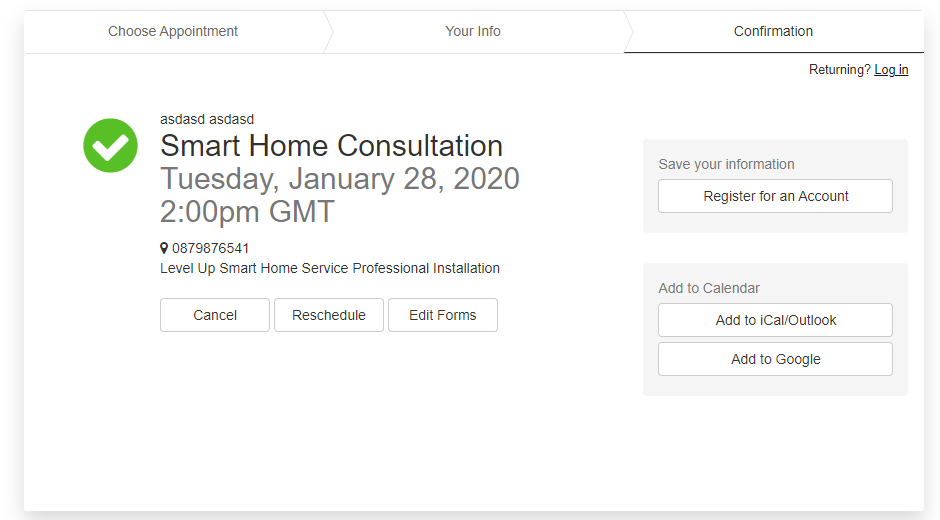 Choose Appointment
Your Info
Confirmation
Returning? Log in
asdasd asdasd
Smart Home Consultation
Tuesday, January 28, 2020
2:00pm GMT
0879876541
Level Up Smart Home Service Professional Installation
Cancel
Reschedule
Edit Forms
Save your information
Register for an Account
Add to Calendar
Add to iCal/Outlook
Add to Google